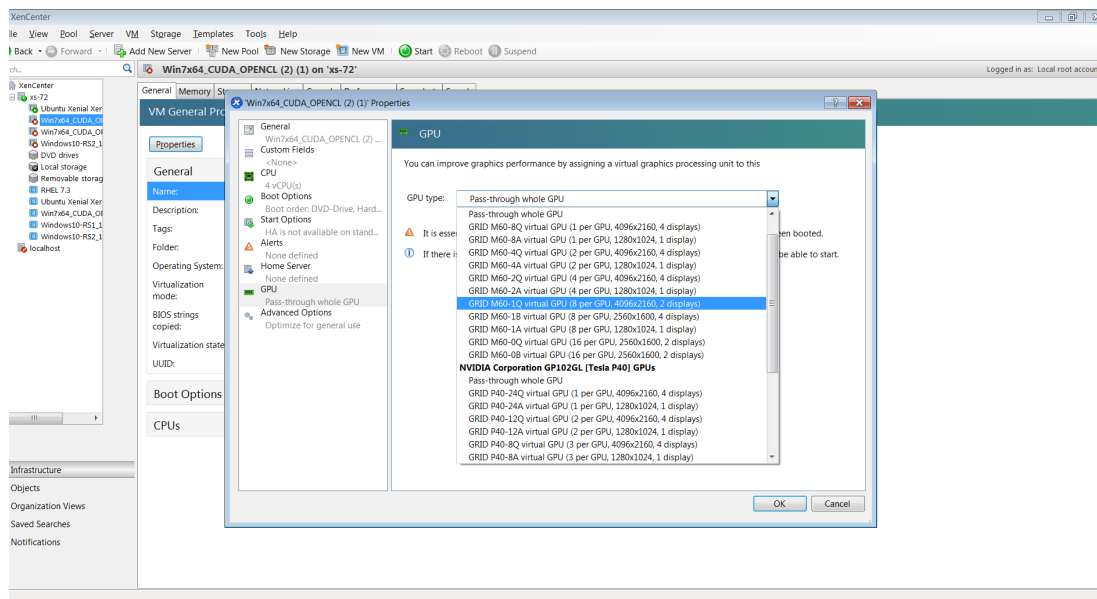 XenCenter
ile View Pool Server VM Storage Templates Tools Help
Back Forward Add New Server New Pool New Storage New VM Start Reboot Suspend
ch...
Win7x64_CUDA_OPENCL (2) (1) on 'xs-72'
Logged in as: Local root accoun
XenCenter
xs-72
Ubuntu Xenial Xer
Win7x64_CUDA_OI
Win7x64_CUDA_OI
Windows10-RS2_1
DVD drives
Local storage
Removable storag
RHEL 7.3
Ubuntu Xenial Xer
Win7x64_CUDA_OI
Windows10-RS1_1
Windows10-RS2_1
localhost
Infrastructure
Objects
Organization Views
Saved Searches
Notifications
General Memory
VM General Pro
Properties
General
Name:
Description:
Tags:
Folder:
Operating System:
Virtualization
mode:
BIOS strings
copied:
Virtualization state
UUID:
Boot Options
CPUs
'Win7x64_CUDA_OPENCL (2) (1)' Properties
General
Win7x64_CUDA_OPENCL (2) ...
Custom Fields
<None>
CPU
4 vCPU(s)
Boot Options
Boot order: DVD-Drive, Hard...
Start Options
HA is not available on stand...
Alerts
None defined
Home Server
None defined
GPU
Pass-through whole GPU
Advanced Options
Optimize for general use
GPU
You can improve graphics performance by assigning a virtual graphics processing unit to this
GPU type: Pass-through whole GPU
It is esse
en booted.
If there i
be able to start.
Pass-through whole GPU
GRID M60-8Q virtual GPU (1 per GPU, 4096x2160, 4 displays)
GRID M60-8A virtual GPU (1 per GPU, 1280x1024, 1 display)
GRID M60-4Q virtual GPU (2 per GPU, 4096x2160, 4 displays)
GRID M60-4A virtual GPU (2 per GPU, 1280x1024, 1 display)
GRID M60-2Q virtual GPU (4 per GPU, 4096x2160, 4 displays)
GRID M60-2A virtual GPU (4 per GPU, 1280x1024, 1 display)
GRID M60-1Q virtual GPU (8 per GPU, 4096x2160, 2 displays)
GRID M60-1B virtual GPU (8 per GPU, 2560x1600, 4 displays)
GRID M60-1A virtual GPU (8 per GPU, 1280x1024, 1 display)
GRID M60-0Q virtual GPU (16 per GPU, 2560x1600, 2 displays)
GRID M60-0B virtual GPU (16 per GPU, 2560x1600, 2 displays)
NVIDIA Corporation GP102GL [Tesla P40] GPUs
Pass-through whole GPU
GRID P40-24Q virtual GPU (1 per GPU, 4096x2160, 4 displays)
GRID P40-24A virtual GPU (1 per GPU, 1280x1024, 1 display)
GRID P40-12Q virtual GPU (2 per GPU, 4096x2160, 4 displays)
GRID P40-12A virtual GPU (2 per GPU, 1280x1024, 1 display)
GRID P40-8Q virtual GPU (3 per GPU, 4096x2160, 4 displays)
GRID P40-8A virtual GPU (3 per GPU, 1280x1024, 1 display)
OK Cancel